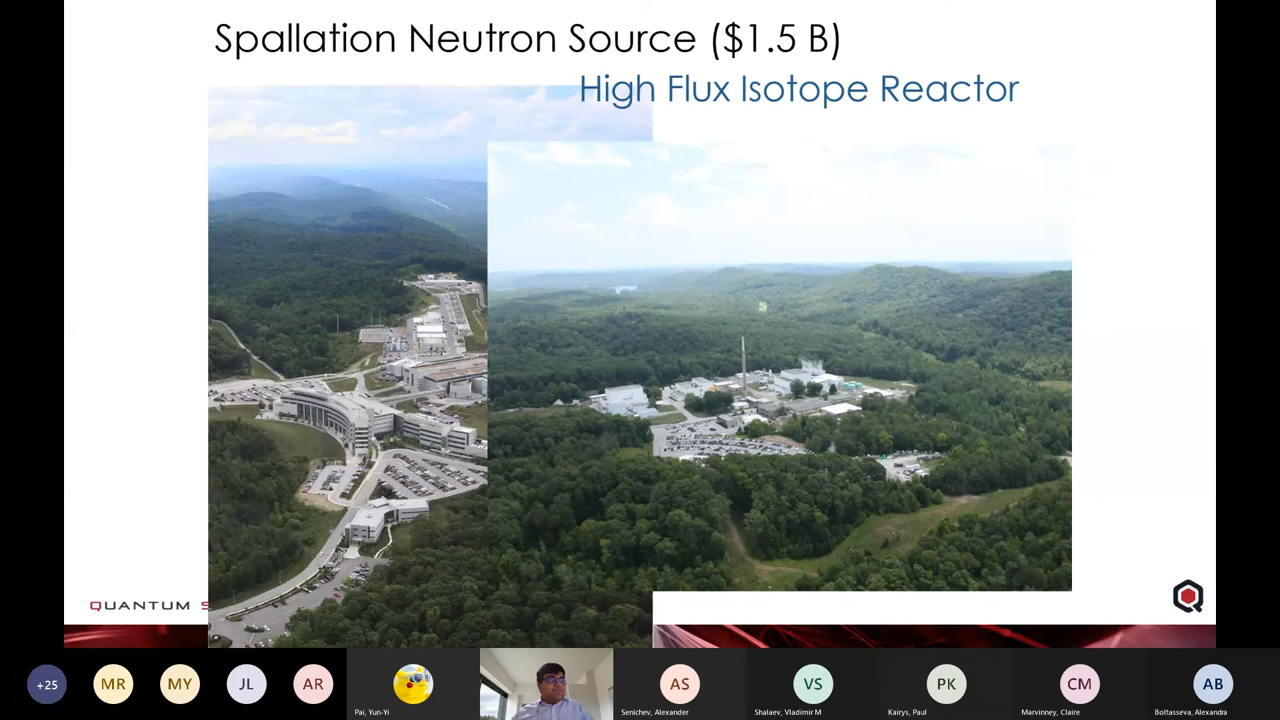 Spallation Neutron Source ($1.5 B)
High Flux Isotope Reactor
QUANTUM S
+25
MR
MY
JL
AR
AS
VS
PK
CM
AB
Pai, Yun-Yi
Senichev, Alexander
Shalaev, Vladimir M
Kairys, Paul
Marvinney, Claire
Boltasseva, Alexandra